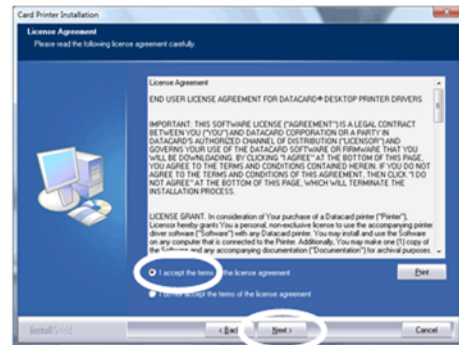 Card Printer Installation
License Agreement
Please read the following license agreement carefully.
License Agreement
END USER LICENSE AGREEMENT FOR DATACARD® DESKTOP PRINTER DRIVERS
IMPORTANT: THIS SOFTWARE LICENSE ("AGREEMENT") IS A LEGAL CONTRACT
BETWEEN YOU ("YOU") AND DATACARD CORPORATION OR A PARTY IN
DATACARD'S AUTHORIZED CHANNEL OF DISTRIBUTION ("LICENSOR") AND
GOVERNS YOUR USE OF THE DATACARD SOFTWARE OR FIRMWARE THAT YOU
WILL BE DOWNLOADING. BY CLICKING "I AGREE" AT THE BOTTOM OF THIS PAGE,
YOU AGREE TO THE TERMS AND CONDITIONS CONTAINED HEREIN. IF YOU DO NOT
AGREE TO THE TERMS AND CONDITIONS OF THIS AGREEMENT, THEN CLICK "I DO
NOT AGREE" AT THE BOTTOM OF THIS PAGE, WHICH WILL TERMINATE THE
INSTALLATION PROCESS.
LICENSE GRANT. In consideration of Your purchase of a Datacard printer ("Printer"),
Licensor hereby grants You a personal, non-exclusive license to use the accompanying printer
driver software ("Software") with any Datacard Printer. You may install and use the Software
on any computer that is connected to the Printer. Additionally, You may make one (1) copy of
the Software and any accompanying documentation ("Documentation") for archival purposes.
I accept the terms of the license agreement
Print
I do not accept the terms of the license agreement
InstallShield
< Back
Next >
Cancel